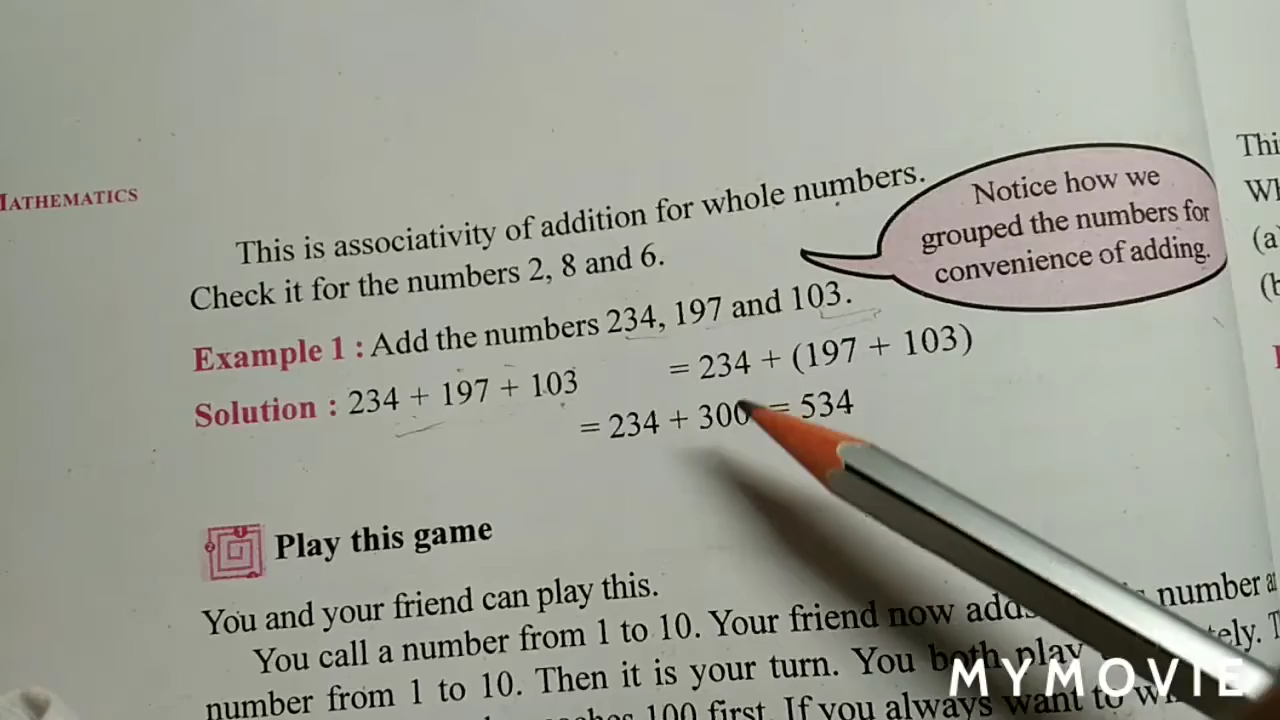 MATHEMATICS
This is associativity of addition for whole numbers.
Check it for the numbers 2, 8 and 6.
Notice how we
grouped the numbers for
convenience of adding.
Example 1 : Add the numbers 234, 197 and 103.
Solution : 234 + 197 + 103 = 234 + (197 + 103)
= 234 + 300 = 534
Play this game
You and your friend can play this.
You call a number from 1 to 10. Your friend now adds number
number from 1 to 10. Then it is your turn. You both play
100 first. If you always want to
(a)
MYMOVIE